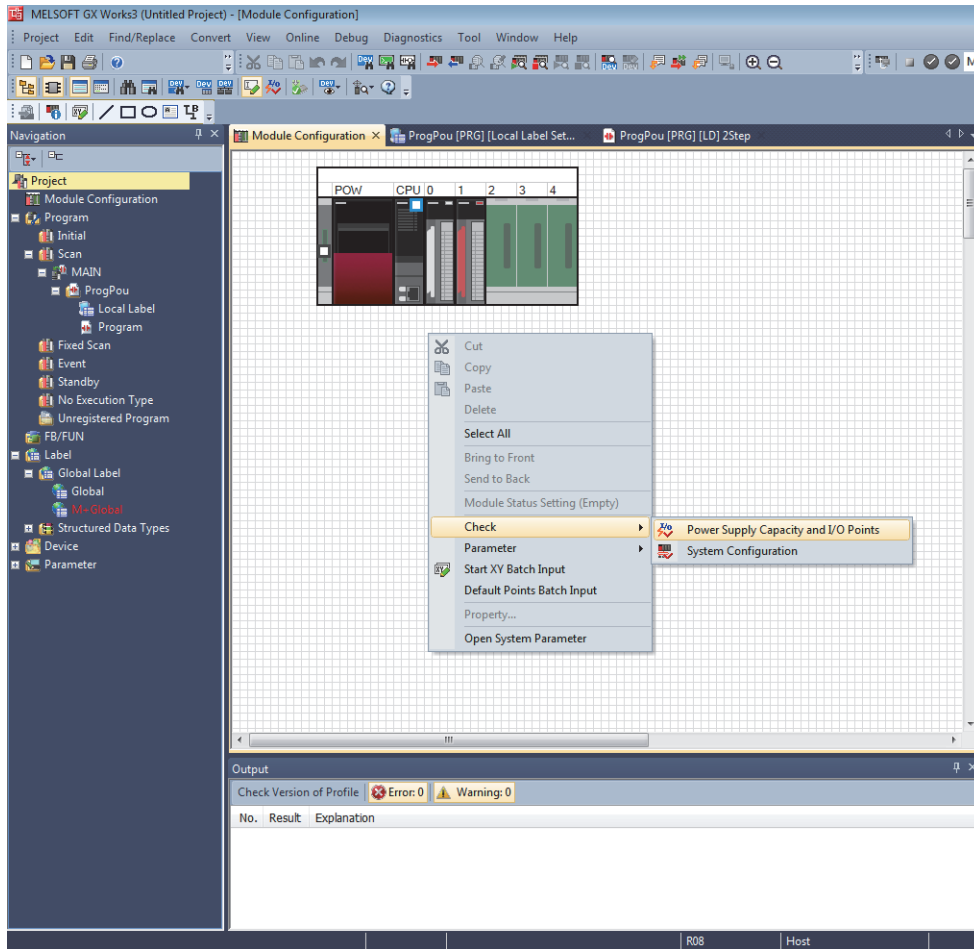 MELSOFT GX Works3 (Untitled Project) - [Module Configuration]
Project Edit Find/Replace Convert View Online Debug Diagnostics Tool Window Help
Navigation
Module Configuration
ProgPou [PRG] [Local Label Set...
ProgPou [PRG] [LD] 2Step
Project
Module Configuration
Program
Initial
Scan
MAIN
ProgPou
Local Label
Program
Fixed Scan
Event
Standby
No Execution Type
Unregistered Program
FB/FUN
Label
Global Label
Global
M+Global
Structured Data Types
Device
Parameter
POW CPU 0 1 2 3 4
Cut
Copy
Paste
Delete
Select All
Bring to Front
Send to Back
Module Status Setting (Empty)
Check
Parameter
Start XY Batch Input
Default Points Batch Input
Property...
Open System Parameter
Power Supply Capacity and I/O Points
System Configuration
Output
Check Version of Profile Error: 0 Warning: 0
No. Result Explanation
R08 Host